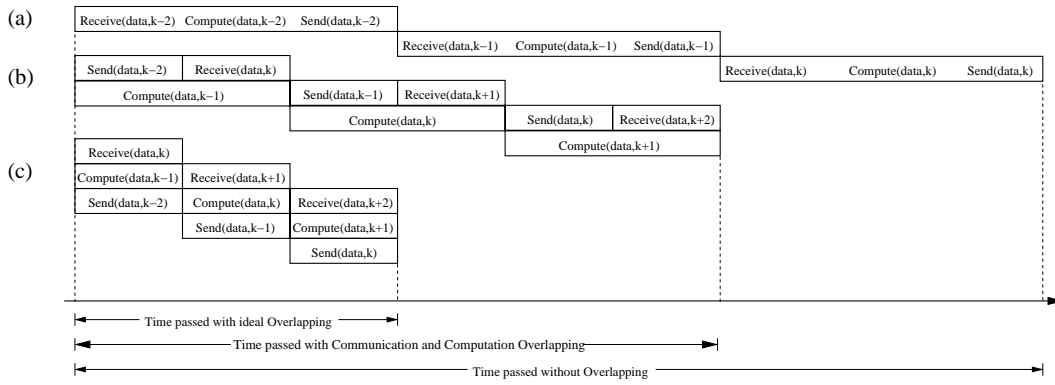 (a)
Receive(data,k−2) Compute(data,k−2) Send(data,k−2)
Receive(data,k−1) Compute(data,k−1) Send(data,k−1)
Receive(data,k) Compute(data,k) Send(data,k)
(b)
Send(data,k−2) Receive(data,k)
Compute(data,k−1)
Send(data,k−1) Receive(data,k+1)
Compute(data,k)
Send(data,k) Receive(data,k+2)
Compute(data,k+1)
(c)
Receive(data,k)
Compute(data,k−1) Receive(data,k+1)
Send(data,k−2) Compute(data,k) Receive(data,k+2)
Send(data,k−1) Compute(data,k+1)
Send(data,k)
Time passed with ideal Overlapping
Time passed with Communication and Computation Overlapping
Time passed without Overlapping